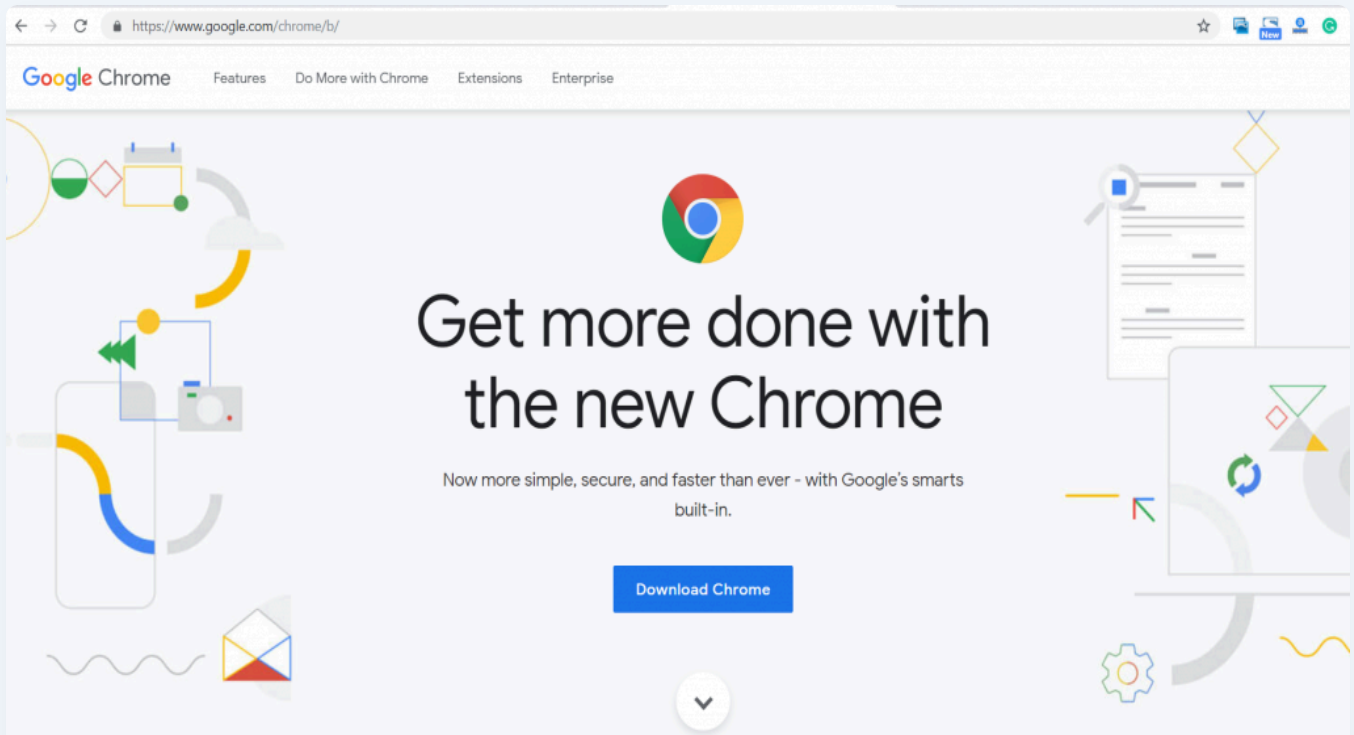 https://www.google.com/chrome/b/
New
Google Chrome Features Do More with Chrome Extensions Enterprise
Get more done with
the new Chrome
Now more simple, secure, and faster than ever - with Google's smarts
built-in.
Download Chrome